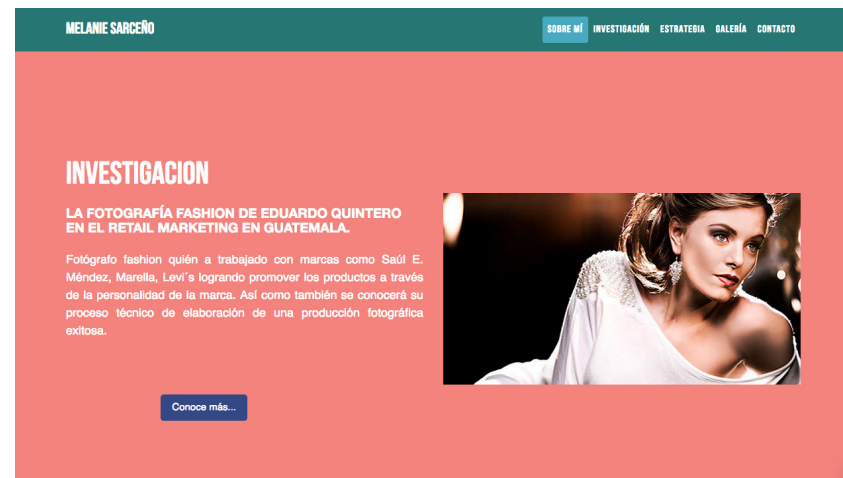 MELANIE SARCEÑO
SOBRE MÍ INVESTIGACIÓN ESTRATEGIA GALERÍA CONTACTO
INVESTIGACION
LA FOTOGRAFÍA FASHION DE EDUARDO QUINTERO
EN EL RETAIL MARKETING EN GUATEMALA.
Fotógrafo fashion quién a trabajado con marcas como Saúl E.
Méndez, Marella, Levi´s logrando promover los productos a través
de la personalidad de la marca. Así como también se conocerá su
proceso técnico de elaboración de una producción fotográfica
exitosa.
Conoce más...